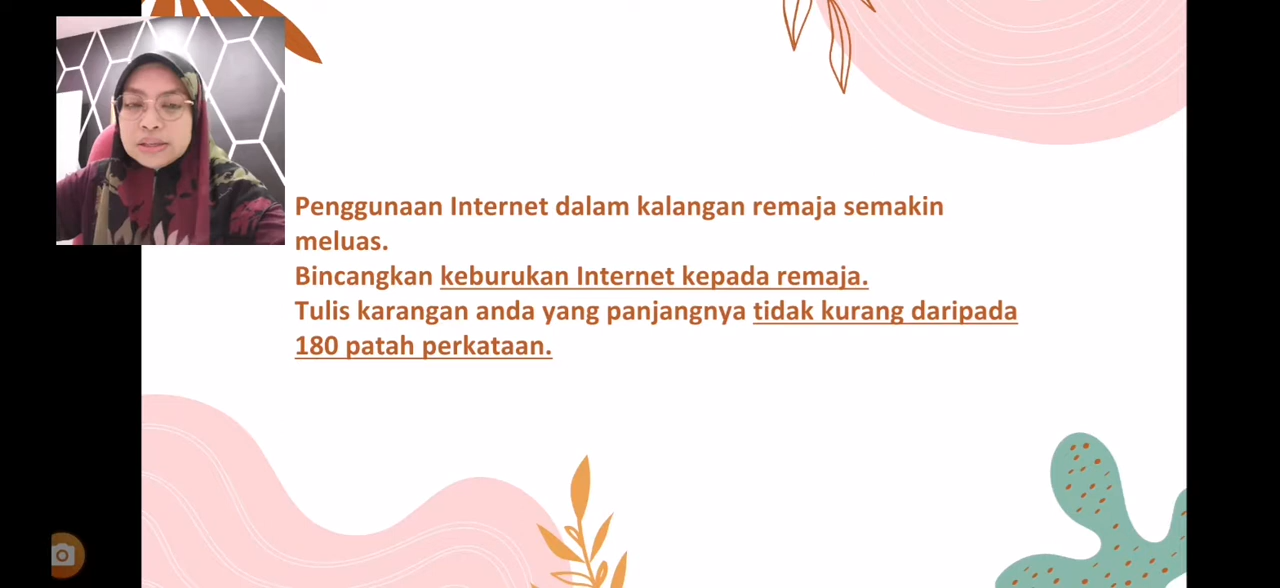 Penggunaan Internet dalam kalangan remaja semakin
meluas.
Bincangkan keburukan Internet kepada remaja.
Tulis karangan anda yang panjangnya tidak kurang daripada
180 patah perkataan.